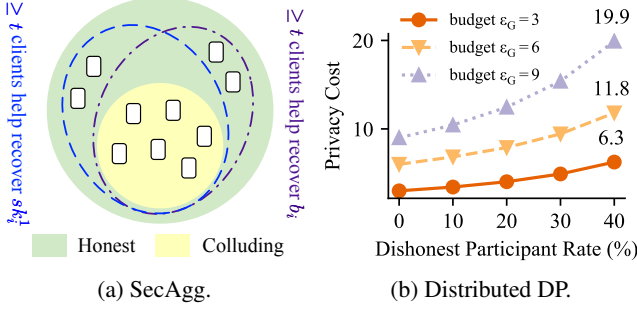 ≥ t clients help recover sk_i^1
≥ t clients help recover b_i
Honest
Colluding
(a) SecAgg.
budget ε_G = 3
budget ε_G = 6
budget ε_G = 9
19.9
11.8
6.3
Privacy Cost
20
10
0 10 20 30 40
Dishonest Participant Rate (%)
(b) Distributed DP.